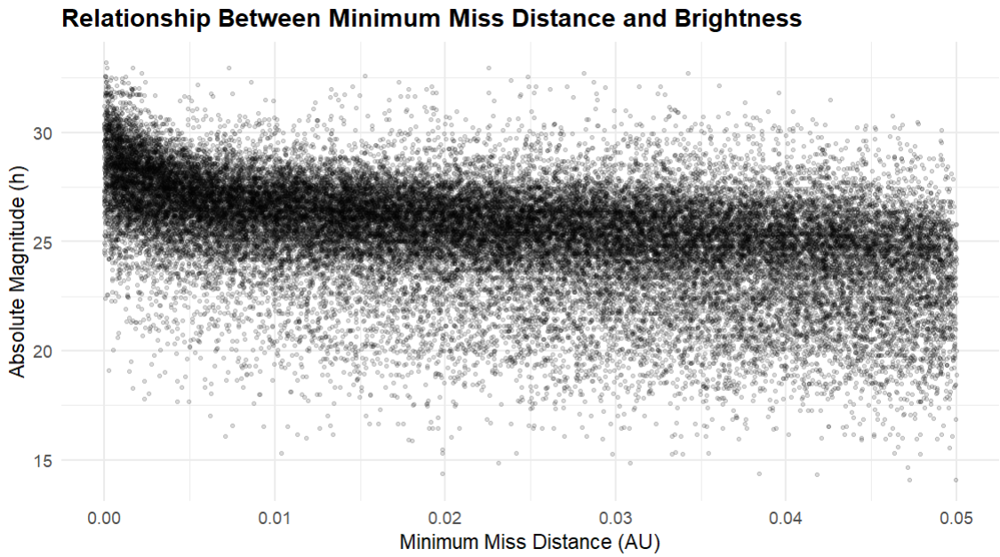 Relationship Between Minimum Miss Distance and Brightness
Absolute Magnitude (h)
30
25
20
15
0.00 0.01 0.02 0.03 0.04 0.05
Minimum Miss Distance (AU)